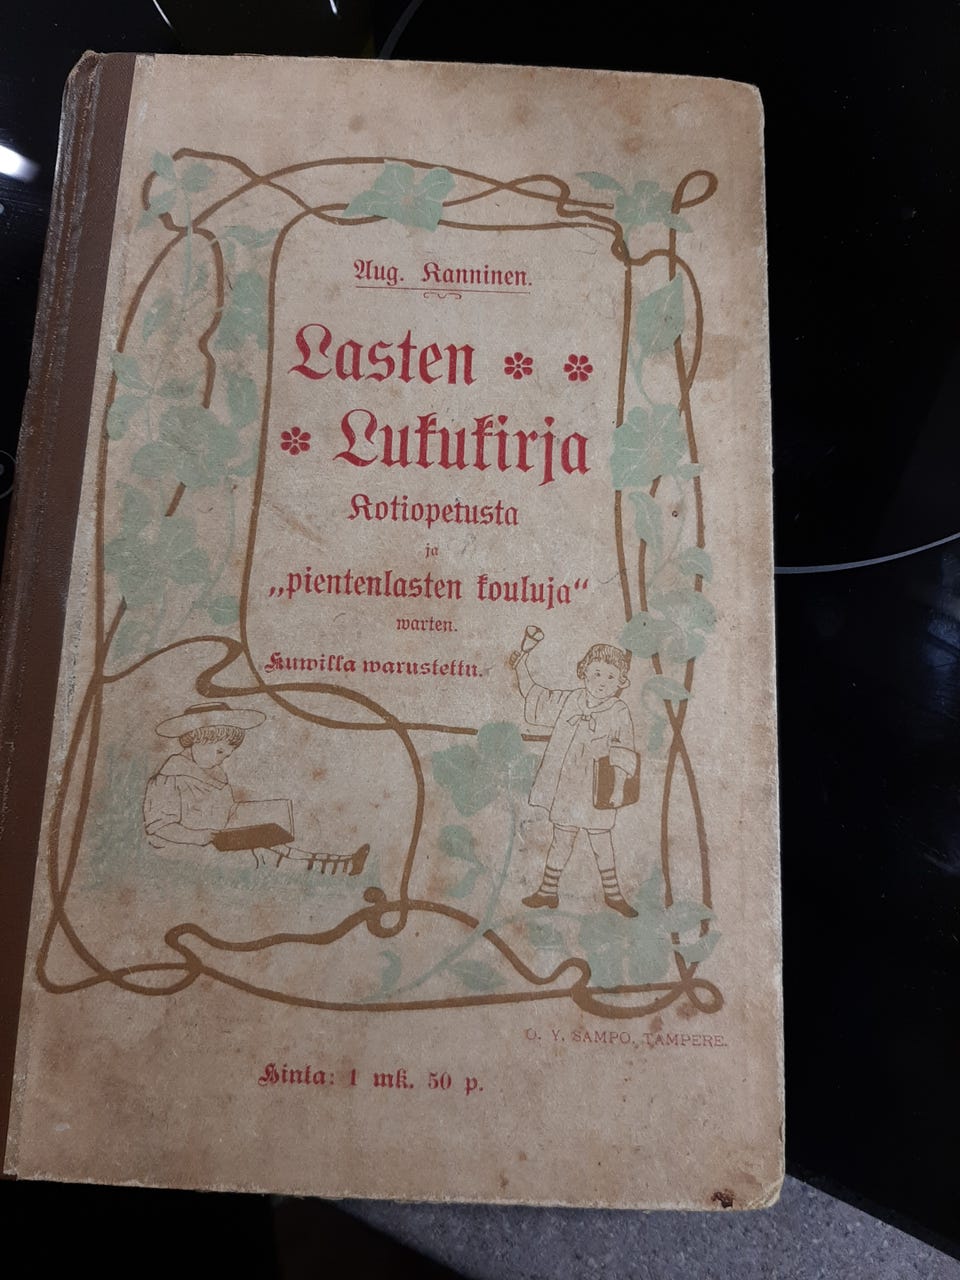 Aug. Kanninen.
Lasten
Lukukirja
Kotiopetusta
ja
„pientenlasten kouluja“
warten.
Kuwilla warustettu.
O. Y. SAMPO, TAMPERE.
Hinta: 1 mk. 50 p.